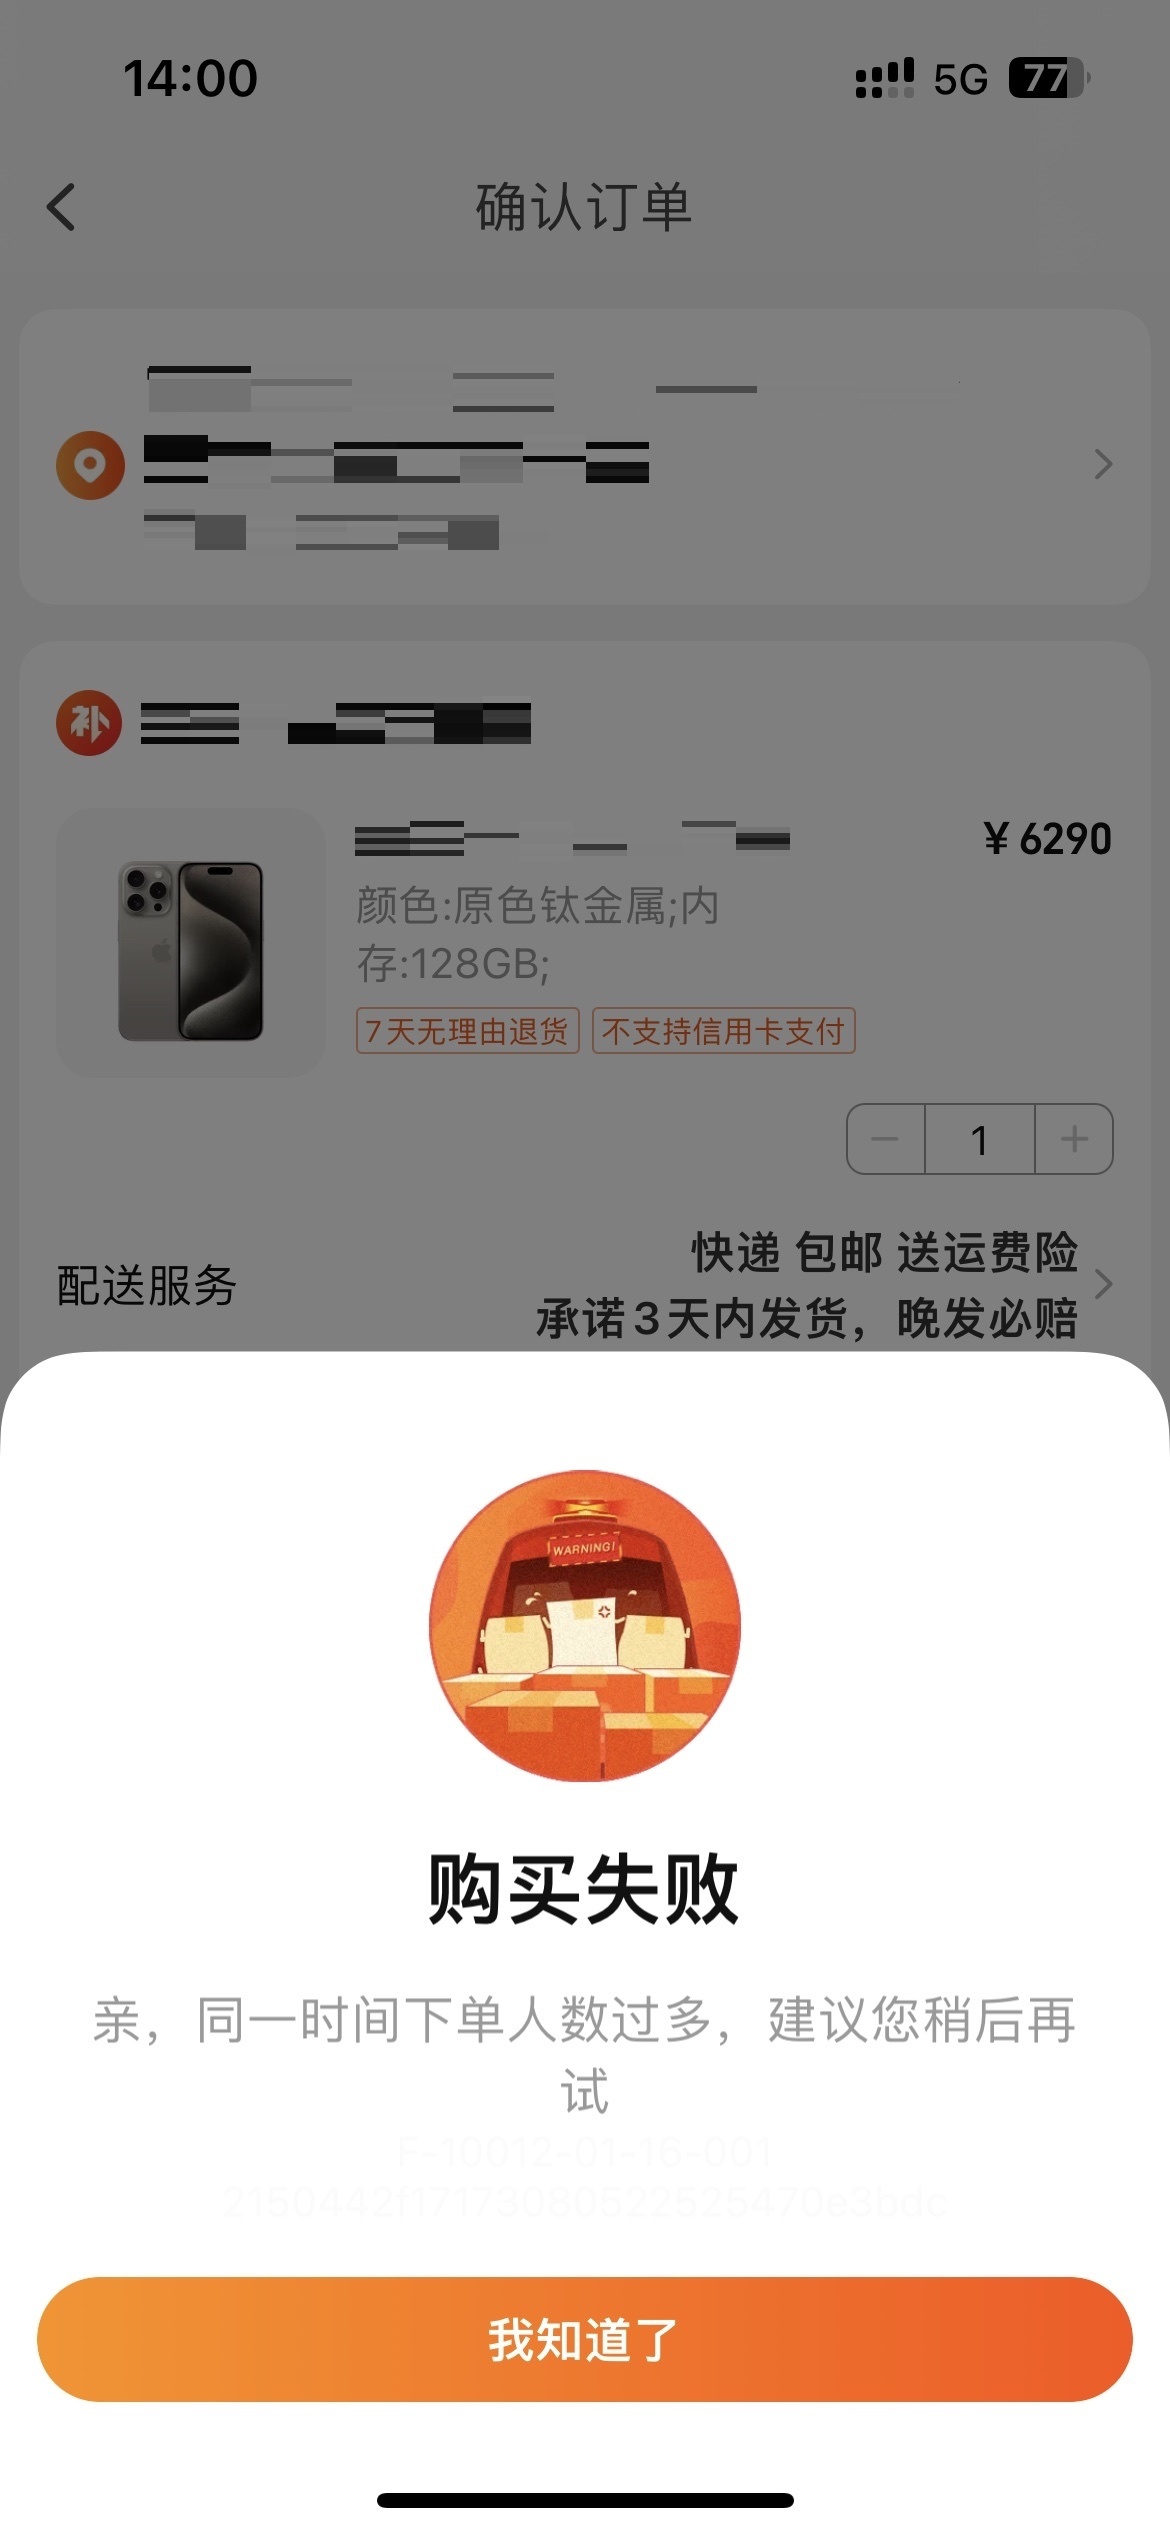 14:00
5G 77
确认订单
补
¥ 6290
颜色:原色钛金属;内
存:128GB;
7天无理由退货 不支持信用卡支付
1
快递 包邮 送运费险
配送服务
承诺3天内发货，晚发必赔
WARNING!
购买失败
亲，同一时间下单人数过多，建议您稍后再
试
F-10012-01-16-001
2150442f17173080522525470e3bdc
我知道了